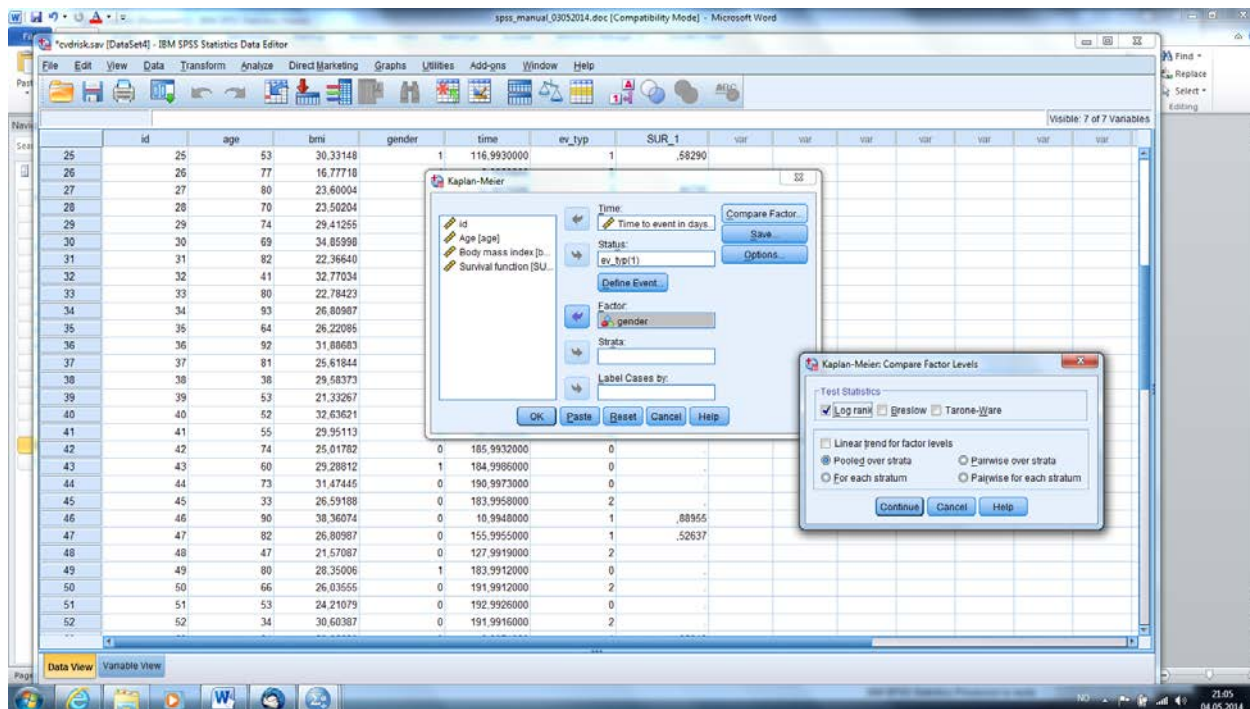 spss_manual_03052014.doc [Compatibility Mode] - Microsoft Word
*cvdrisk.sav [DataSet4] - IBM SPSS Statistics Data Editor
File Edit View Data Transform Analyze Direct Marketing Graphs Utilities Add-ons Window Help
Find
Replace
Select
Editing
Visible: 7 of 7 Variables
id age bmi gender time ev_typ SUR_1 var var var var var var var
25 25 53 30,33148 1 116,9930000 1 ,58290
26 26 77 16,77718
27 27 80 23,60004
28 28 70 23,50204
29 29 74 29,41255
30 30 69 34,85998
31 31 82 22,36640
32 32 41 32,77034
33 33 80 22,78423
34 34 93 26,80987
35 35 64 26,22085
36 36 92 31,88683
37 37 81 25,61844
38 38 38 29,58373
39 39 53 21,33267
40 40 52 32,63621
41 41 55 29,95113
42 42 74 25,01782 0 185,9932000 0 .
43 43 60 29,28812 1 184,9986000 0 .
44 44 73 31,47445 0 190,9973000 0 .
45 45 33 26,59188 0 183,9958000 2 .
46 46 90 38,36074 0 10,9948000 1 ,88955
47 47 82 26,80987 0 155,9955000 1 ,52637
48 48 47 21,57087 0 127,9919000 2 .
49 49 80 28,35006 1 183,9912000 0 .
50 50 66 26,03555 0 191,9912000 2 .
51 51 53 24,21079 0 192,9926000 0 .
52 52 34 30,60387 0 191,9916000 2 .
Kaplan-Meier
id
Age [age]
Body mass index [b...
Survival function [SU...
Time:
Time to event in days...
Status:
ev_typ(1)
Define Event...
Factor:
gender
Strata:
Label Cases by:
Compare Factor...
Save...
Options...
OK Paste Reset Cancel Help
Kaplan-Meier: Compare Factor Levels
Test Statistics
Log rank Breslow Tarone-Ware
Linear trend for factor levels
Pooled over strata Pairwise over strata
For each stratum Pairwise for each stratum
Continue Cancel Help
Data View Variable View
NO 21:05
04.05.2014